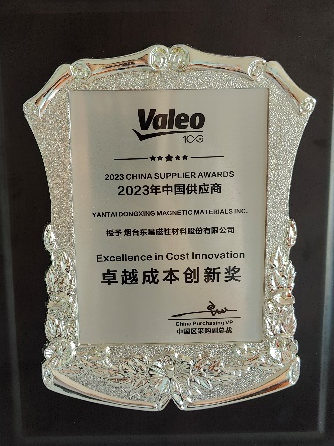 Valeo
100
2023 CHINA SUPPLIER AWARDS
2023年中国供应商
YANTAI DONGXING MAGNETIC MATERIALS INC.
授予 烟台东星磁性材料股份有限公司
Excellence in Cost Innovation
卓越成本创新奖
China Purchasing VP
中国区采购副总裁